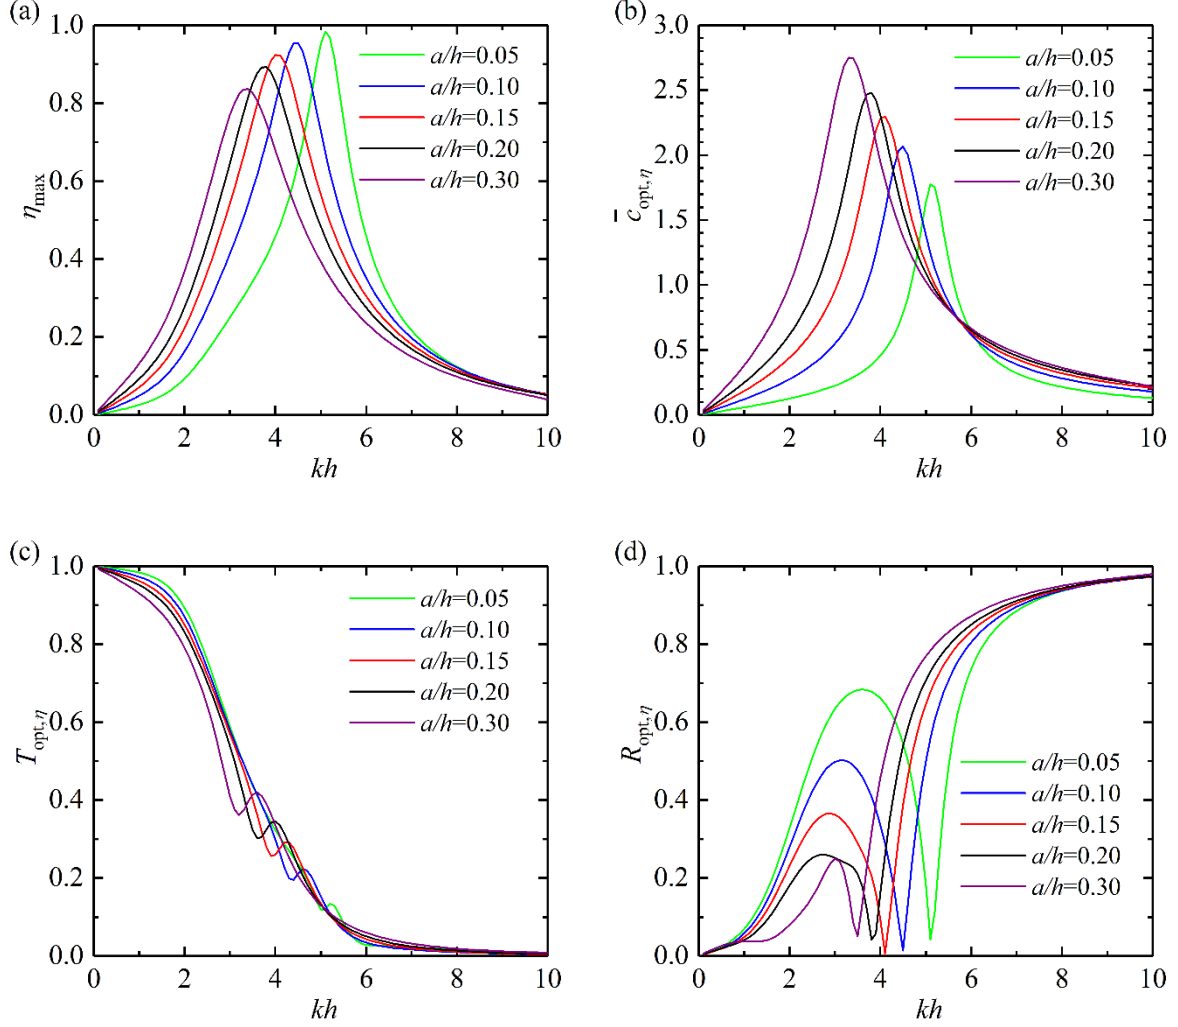 (a)
1.0
0.8
0.6
0.4
0.2
0.0
ηmax
0 2 4 6 8 10
kh
a/h=0.05
a/h=0.10
a/h=0.15
a/h=0.20
a/h=0.30
(b)
3.0
2.5
2.0
1.5
1.0
0.5
0.0
c̄opt,η
0 2 4 6 8 10
kh
a/h=0.05
a/h=0.10
a/h=0.15
a/h=0.20
a/h=0.30
(c)
1.0
0.8
0.6
0.4
0.2
0.0
Topt,η
0 2 4 6 8 10
kh
a/h=0.05
a/h=0.10
a/h=0.15
a/h=0.20
a/h=0.30
(d)
1.0
0.8
0.6
0.4
0.2
0.0
Ropt,η
0 2 4 6 8 10
kh
a/h=0.05
a/h=0.10
a/h=0.15
a/h=0.20
a/h=0.30